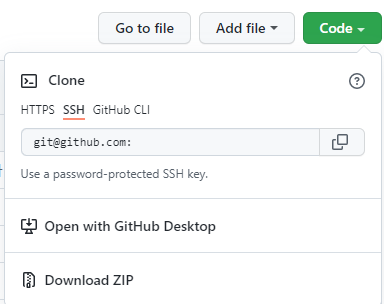 Go to file Add file Code
Clone
HTTPS SSH GitHub CLI
git@github.com:
Use a password-protected SSH key.
Open with GitHub Desktop
Download ZIP